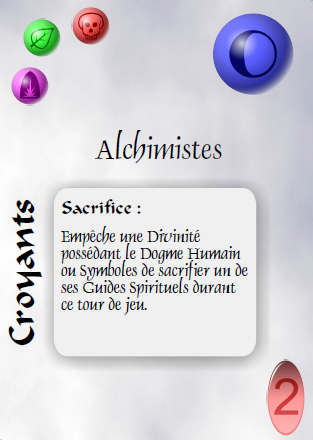 Alchimistes
Croyants
Sacrifice :
Empêche une Divinité
possédant le Dogme Humain
ou Symboles de sacrifier un de
ses Guides Spirituels durant
ce tour de jeu.
2